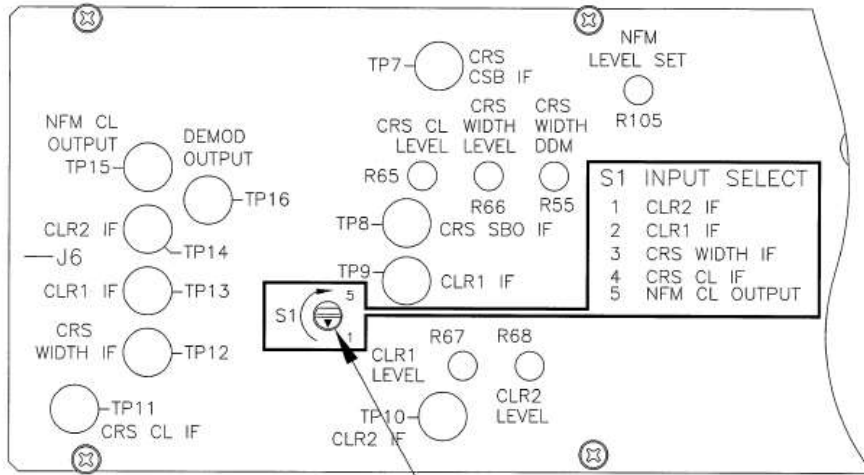 NFM CL
OUTPUT
TP15
DEMOD
OUTPUT
TP16
CLR2 IF
TP14
J6
CLR1 IF
TP13
CRS
WIDTH IF
TP12
TP11
CRS CL IF
TP7
CRS
CSB IF
NFM
LEVEL SET
R105
CRS CL
LEVEL
R65
CRS
WIDTH
LEVEL
R66
CRS
WIDTH
DDM
R55
TP8
CRS SBO IF
TP9
CLR1 IF
S1
5
1
S1 INPUT SELECT
1 CLR2 IF
2 CLR1 IF
3 CRS WIDTH IF
4 CRS CL IF
5 NFM CL OUTPUT
R67
CLR1
LEVEL
R68
CLR2
LEVEL
TP10
CLR2 IF